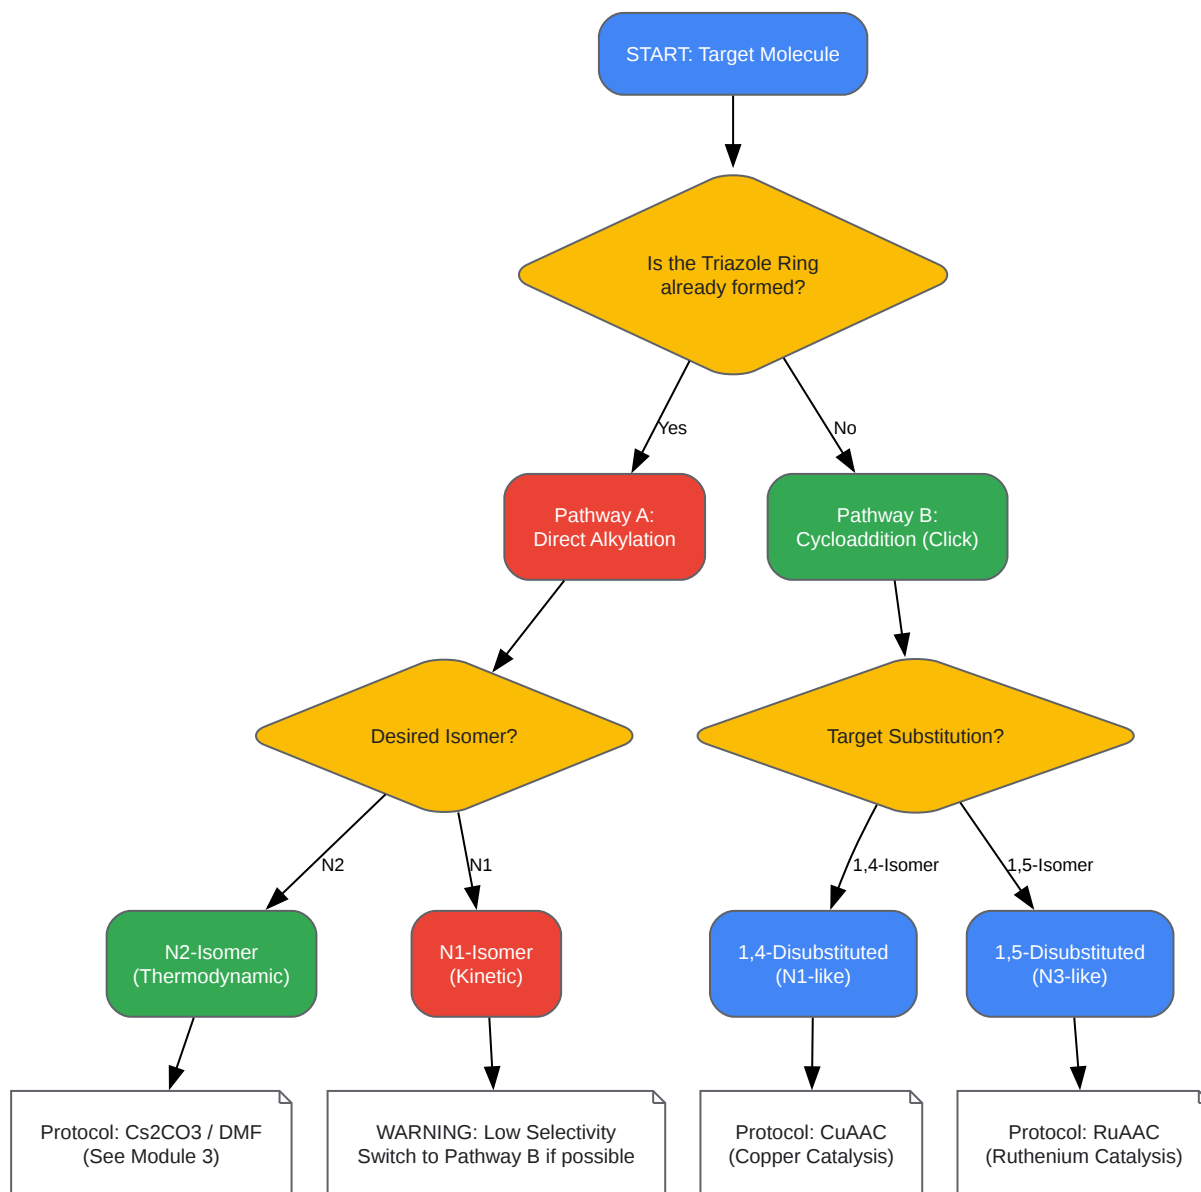 START: Target Molecule
Is the Triazole Ring
already formed?
Yes
No
Pathway A:
Direct Alkylation
Pathway B:
Cycloaddition (Click)
Desired Isomer?
Target Substitution?
N2
N1
1,4-Isomer
1,5-Isomer
N2-Isomer
(Thermodynamic)
N1-Isomer
(Kinetic)
1,4-Disubstituted
(N1-like)
1,5-Disubstituted
(N3-like)
Protocol: Cs2CO3 / DMF
(See Module 3)
WARNING: Low Selectivity
Switch to Pathway B if possible
Protocol: CuAAC
(Copper Catalysis)
Protocol: RuAAC
(Ruthenium Catalysis)